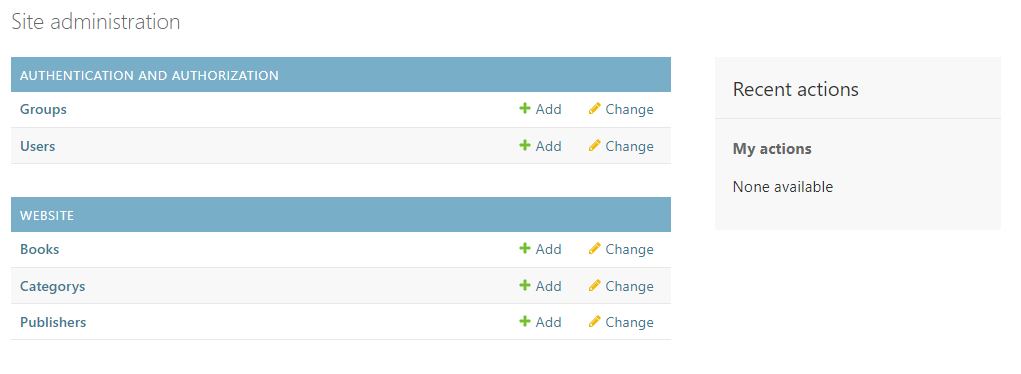 Site administration
AUTHENTICATION AND AUTHORIZATION
Groups Add Change
Users Add Change
WEBSITE
Books Add Change
Categorys Add Change
Publishers Add Change
Recent actions
My actions
None available